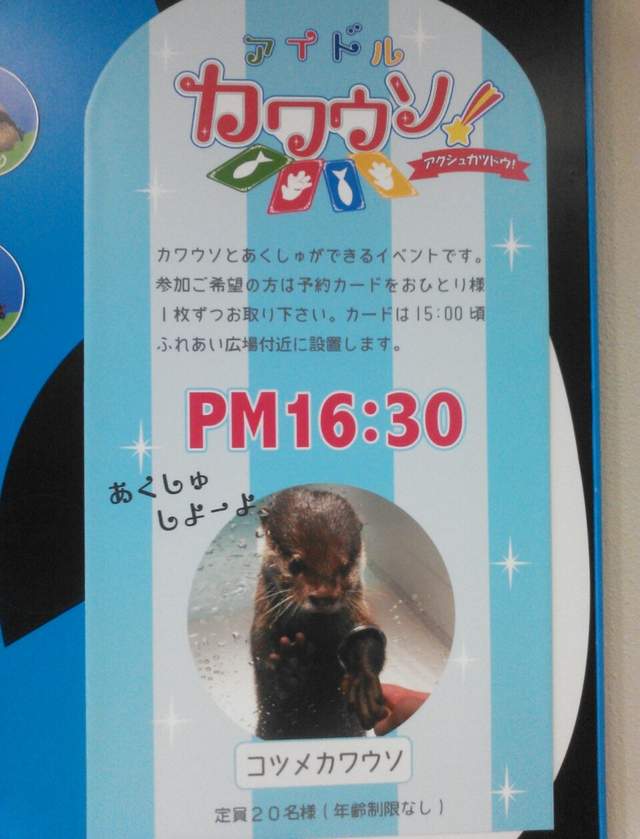 アイドル
カワウソ!
アクシュカツドウ!
カワウソとあくしゅができるイベントです。
参加ご希望の方は予約カードをおひとり様
1枚ずつお取り下さい。カードは15:00頃
ふれあい広場付近に設置します。
PM16:30
あくしゅ
しよーよ
コツメカワウソ
定員20名様(年齢制限なし)